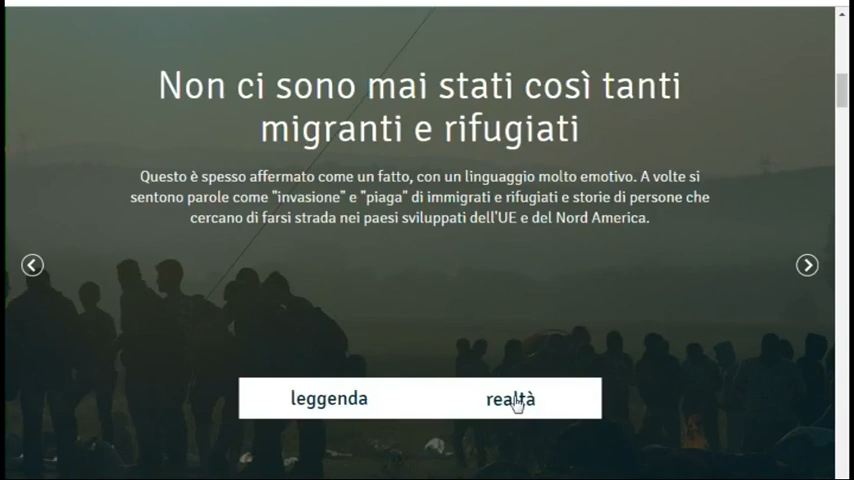 Non ci sono mai stati così tanti
migranti e rifugiati
Questo è spesso affermato come un fatto, con un linguaggio molto emotivo. A volte si
sentono parole come "invasione" e "piaga" di immigrati e rifugiati e storie di persone che
cercano di farsi strada nei paesi sviluppati dell'UE e del Nord America.
leggenda realtà